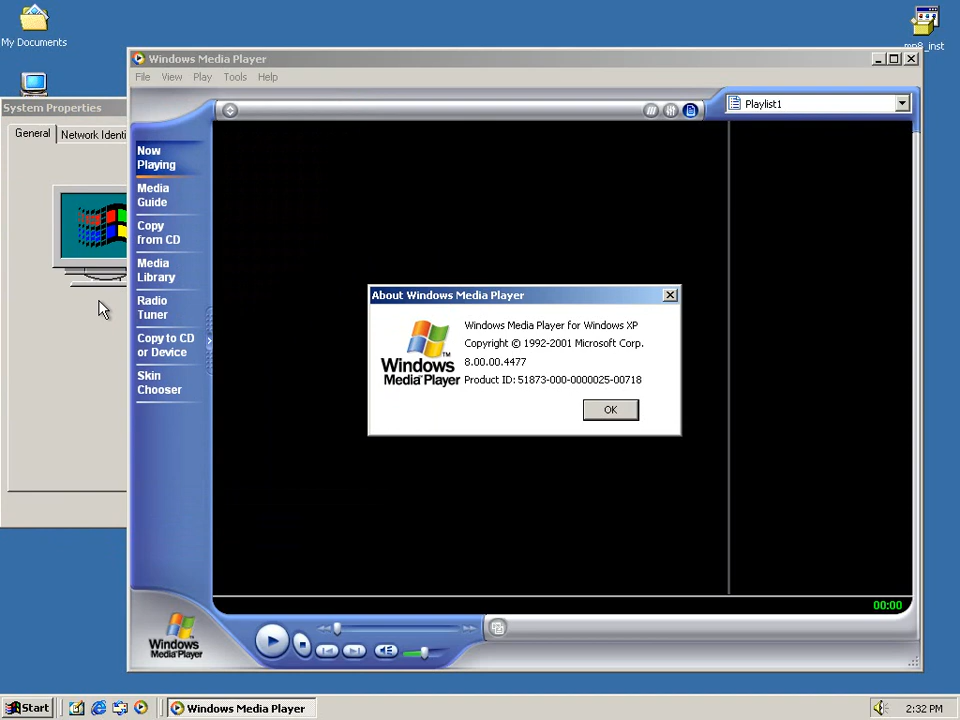 My Documents
mp8_inst
System Properties
General
Network Identi
Windows Media Player
File View Play Tools Help
Playlist1
Now
Playing
Media
Guide
Copy
from CD
Media
Library
Radio
Tuner
Copy to CD
or Device
Skin
Chooser
About Windows Media Player
Windows Media Player for Windows XP
Copyright © 1992-2001 Microsoft Corp.
8.00.00.4477
Product ID: 51873-000-0000025-00718
Windows
Media Player™
OK
00:00
Windows
Media Player
Start
Windows Media Player
2:32 PM